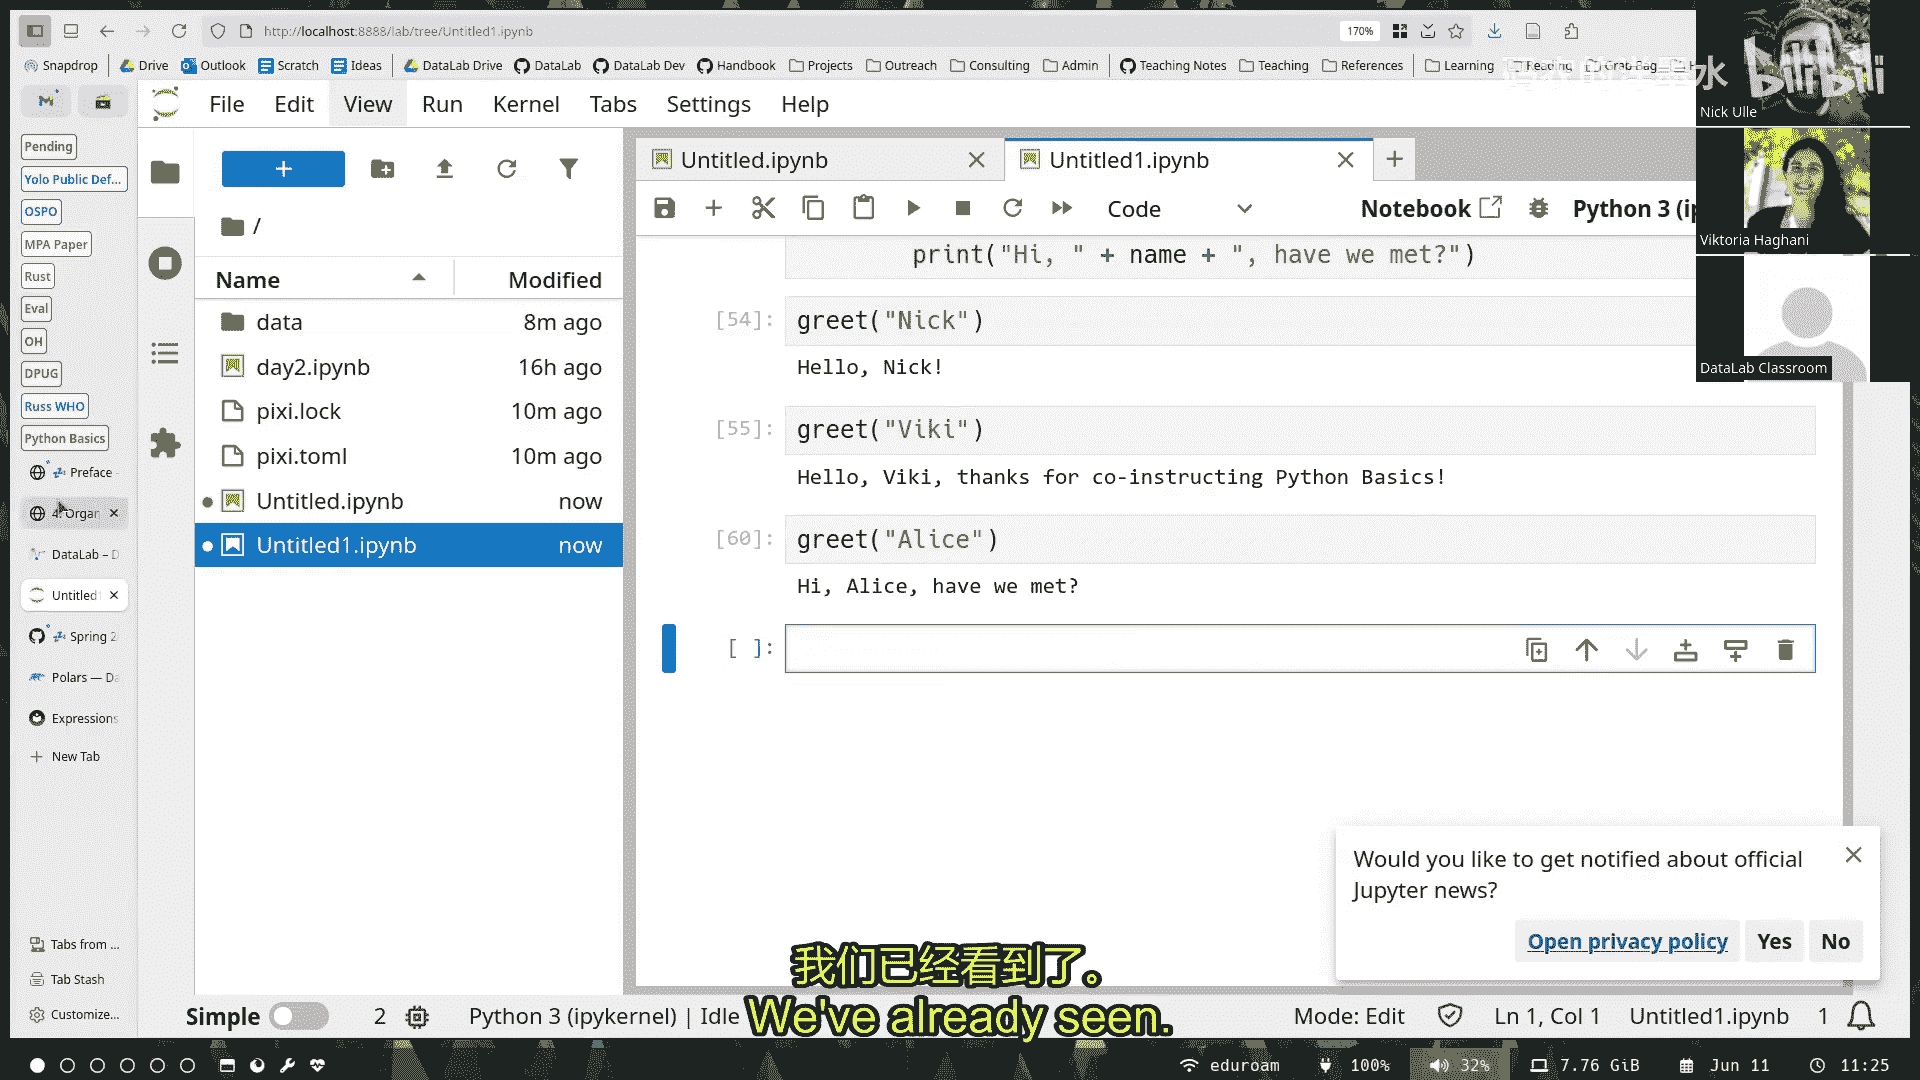 http://localhost:8888/lab/tree/Untitled1.ipynb
170%
Snapdrop
Drive
Outlook
Scratch
Ideas
DataLab Drive
DataLab
DataLab Dev
Handbook
Projects
Outreach
Consulting
Admin
Teaching Notes
Teaching
References
Learning
Reading
Grab Bag
bilibili
Nick Ulle
Viktoria Haghani
DataLab Classroom
File Edit View Run Kernel Tabs Settings Help
Pending
Yolo Public Def...
OSPO
MPA Paper
Rust
Eval
OH
DPUG
Russ WHO
Python Basics
Preface -
4. Organ
DataLab – D
Untitled1
Spring 2
Polars — Da
Expressions
New Tab
Tabs from ...
Tab Stash
Customize...
/
Name Modified
data 8m ago
day2.ipynb 16h ago
pixi.lock 10m ago
pixi.toml 10m ago
Untitled.ipynb now
Untitled1.ipynb now
Untitled.ipynb
Untitled1.ipynb
Code
Notebook
Python 3 (ip
print("Hi, " + name + ", have we met?")
[54]: greet("Nick")
Hello, Nick!
[55]: greet("Viki")
Hello, Viki, thanks for co-instructing Python Basics!
[60]: greet("Alice")
Hi, Alice, have we met?
[ ]:
Would you like to get notified about official
Jupyter news?
Open privacy policy Yes No
我们已经看到了。
We've already seen.
Simple 2 Python 3 (ipykernel) | Idle Mode: Edit Ln 1, Col 1 Untitled1.ipynb 1
eduroam 100% 32% 7.76 GiB Jun 11 11:25